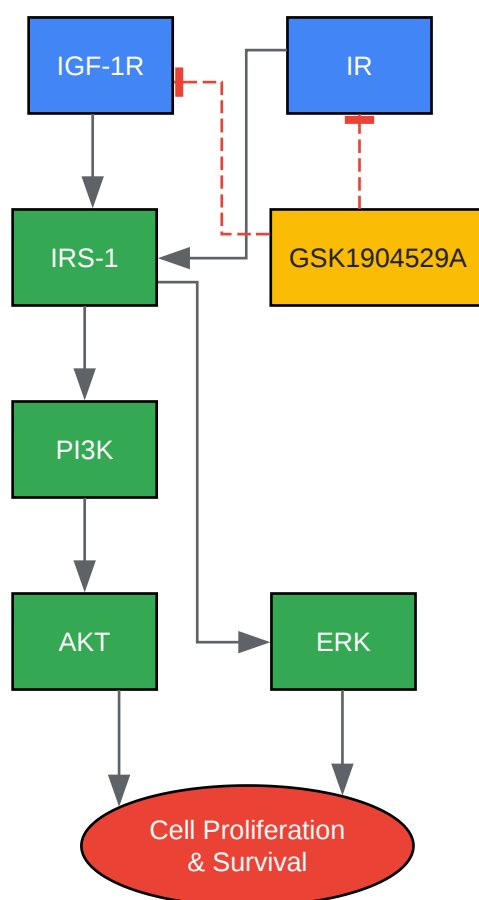 IGF-1R
IR
IRS-1
GSK1904529A
PI3K
AKT
ERK
Cell Proliferation
& Survival